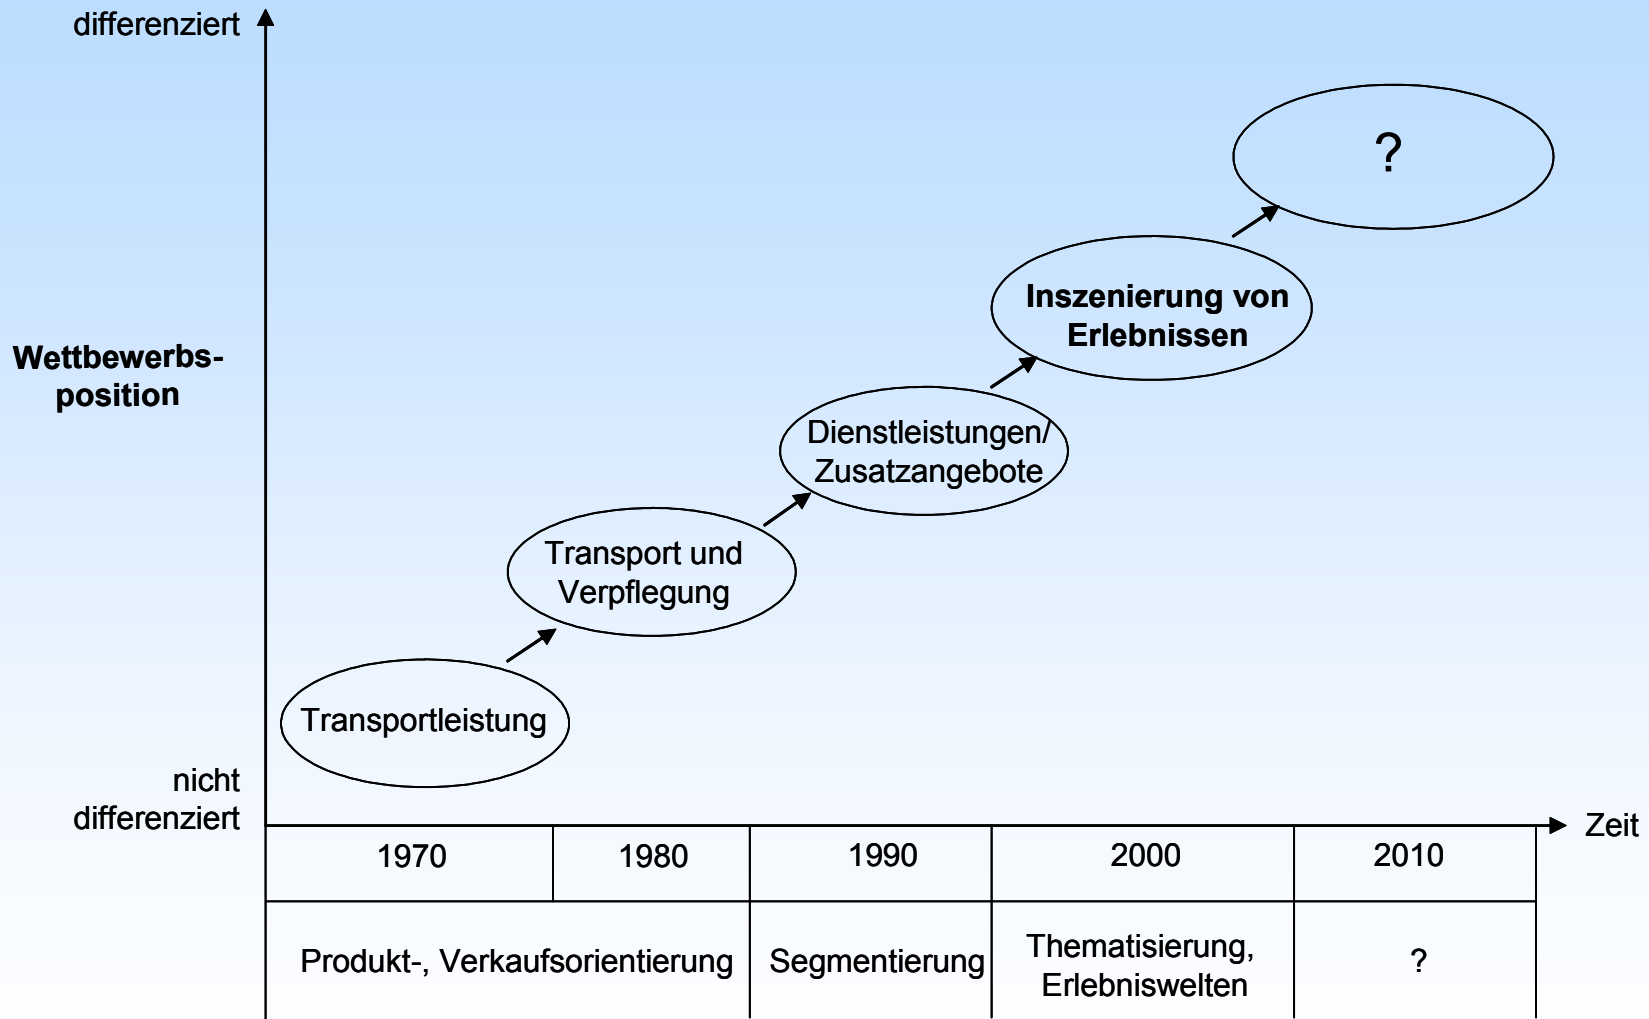 differenziert
?
Inszenierung von
Erlebnissen
Wettbewerbs-
position
Dienstleistungen/
Zusatzangebote
Transport und
Verpflegung
Transportleistung
nicht
differenziert
Zeit
1970 1980 1990 2000 2010
Produkt-, Verkaufsorientierung
Segmentierung
Thematisierung,
Erlebniswelten
?